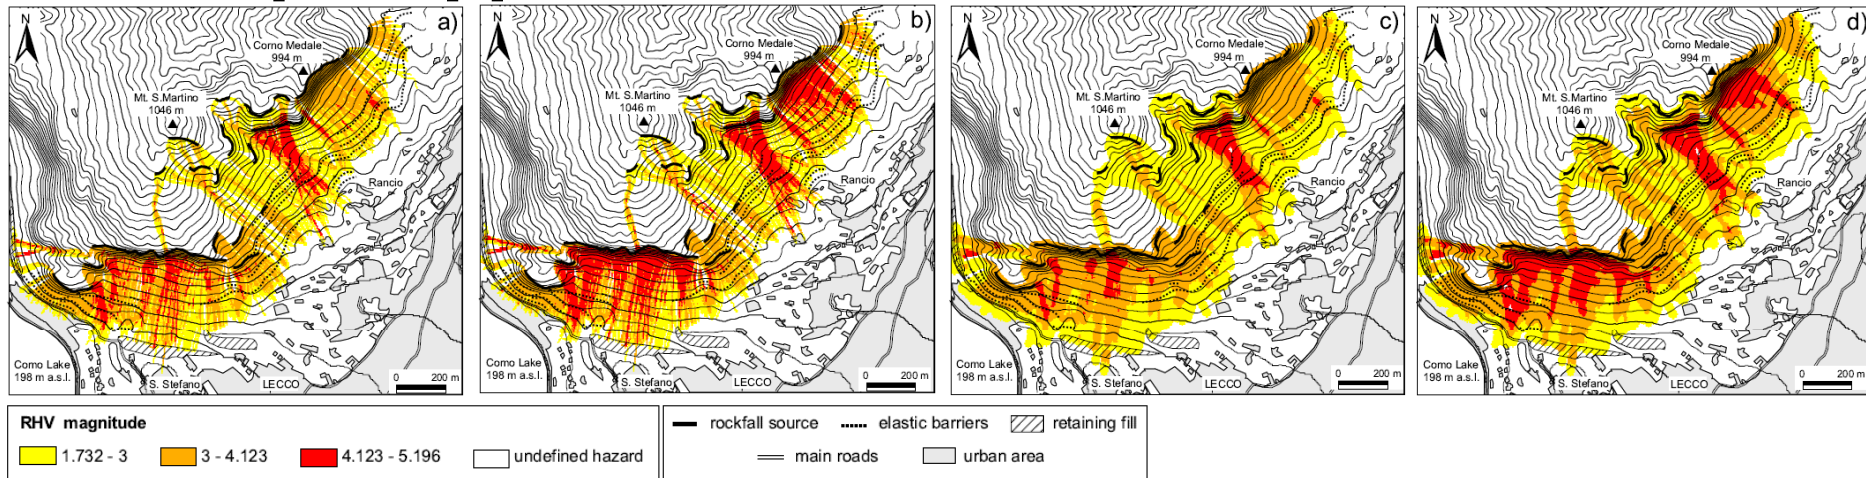 N
a)
Corno Medale
994 m
Mt. S.Martino
1046 m
Rancio
Como Lake
198 m a.s.l.
S. Stefano
LECCO
0 200 m
N
b)
Corno Medale
994 m
Mt. S.Martino
1046 m
Rancio
Como Lake
198 m a.s.l.
S. Stefano
LECCO
0 200 m
N
c)
Corno Medale
994 m
Mt. S.Martino
1046 m
Rancio
Como Lake
198 m a.s.l.
S. Stefano
LECCO
0 200 m
N
d)
Corno Medale
994 m
Mt. S.Martino
1046 m
Rancio
Como Lake
198 m a.s.l.
S. Stefano
LECCO
0 200 m
RHV magnitude
1.732 - 3 3 - 4.123 4.123 - 5.196 undefined hazard
rockfall source elastic barriers retaining fill
main roads urban area